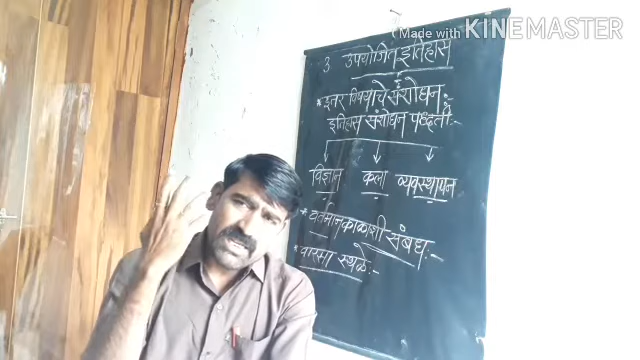 Made with KINEMASTER
3 उपयोजित इतिहास
* इतर विषयाचे संशोधन :-
इतिहास संशोधन पद्धती :-
विज्ञान कला व्यवस्थापन
* वर्तमानकाळाशी संबंध :-
* वारसा स्थळे :-